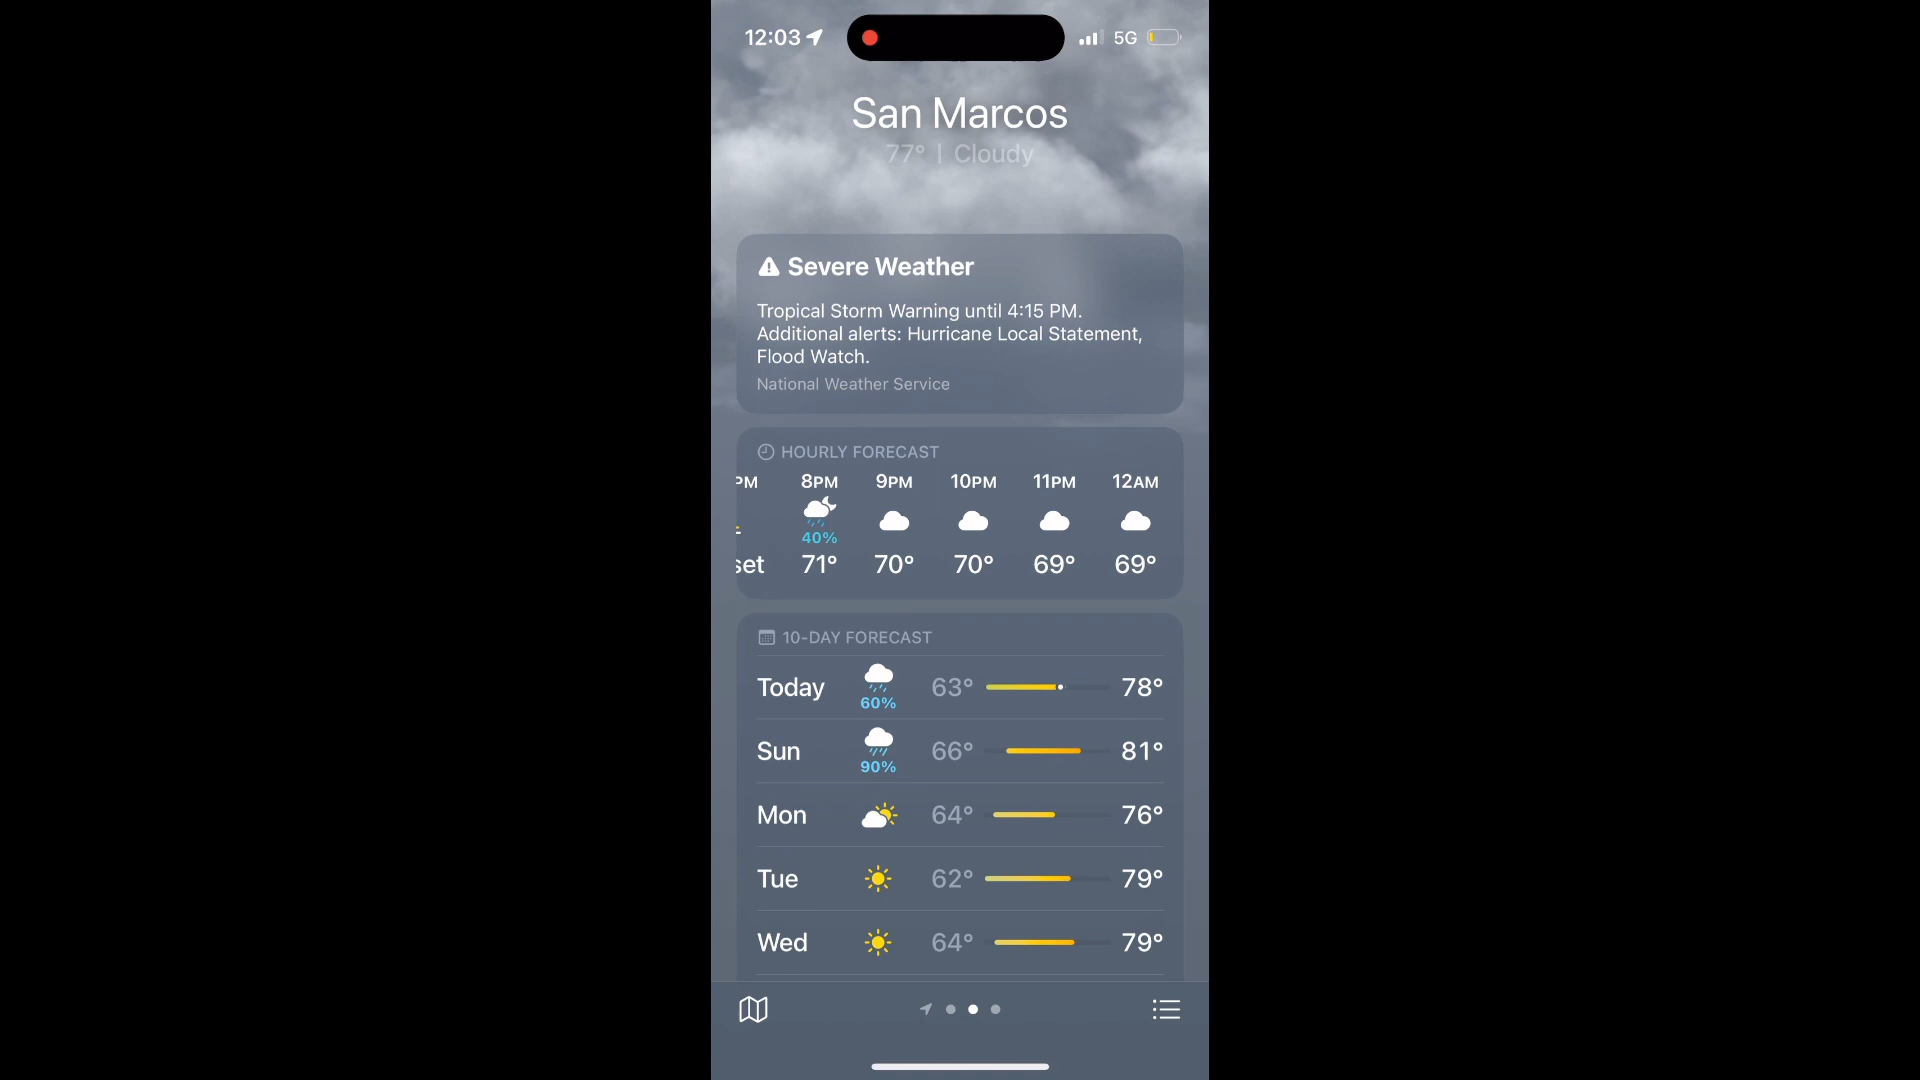 12:03
5G
San Marcos
77° | Cloudy
Severe Weather
Tropical Storm Warning until 4:15 PM.
Additional alerts: Hurricane Local Statement,
Flood Watch.
National Weather Service
HOURLY FORECAST
PM 8PM 9PM 10PM 11PM 12AM
40%
set 71° 70° 70° 69° 69°
10-DAY FORECAST
Today 60% 63° 78°
Sun 90% 66° 81°
Mon 64° 76°
Tue 62° 79°
Wed 64° 79°